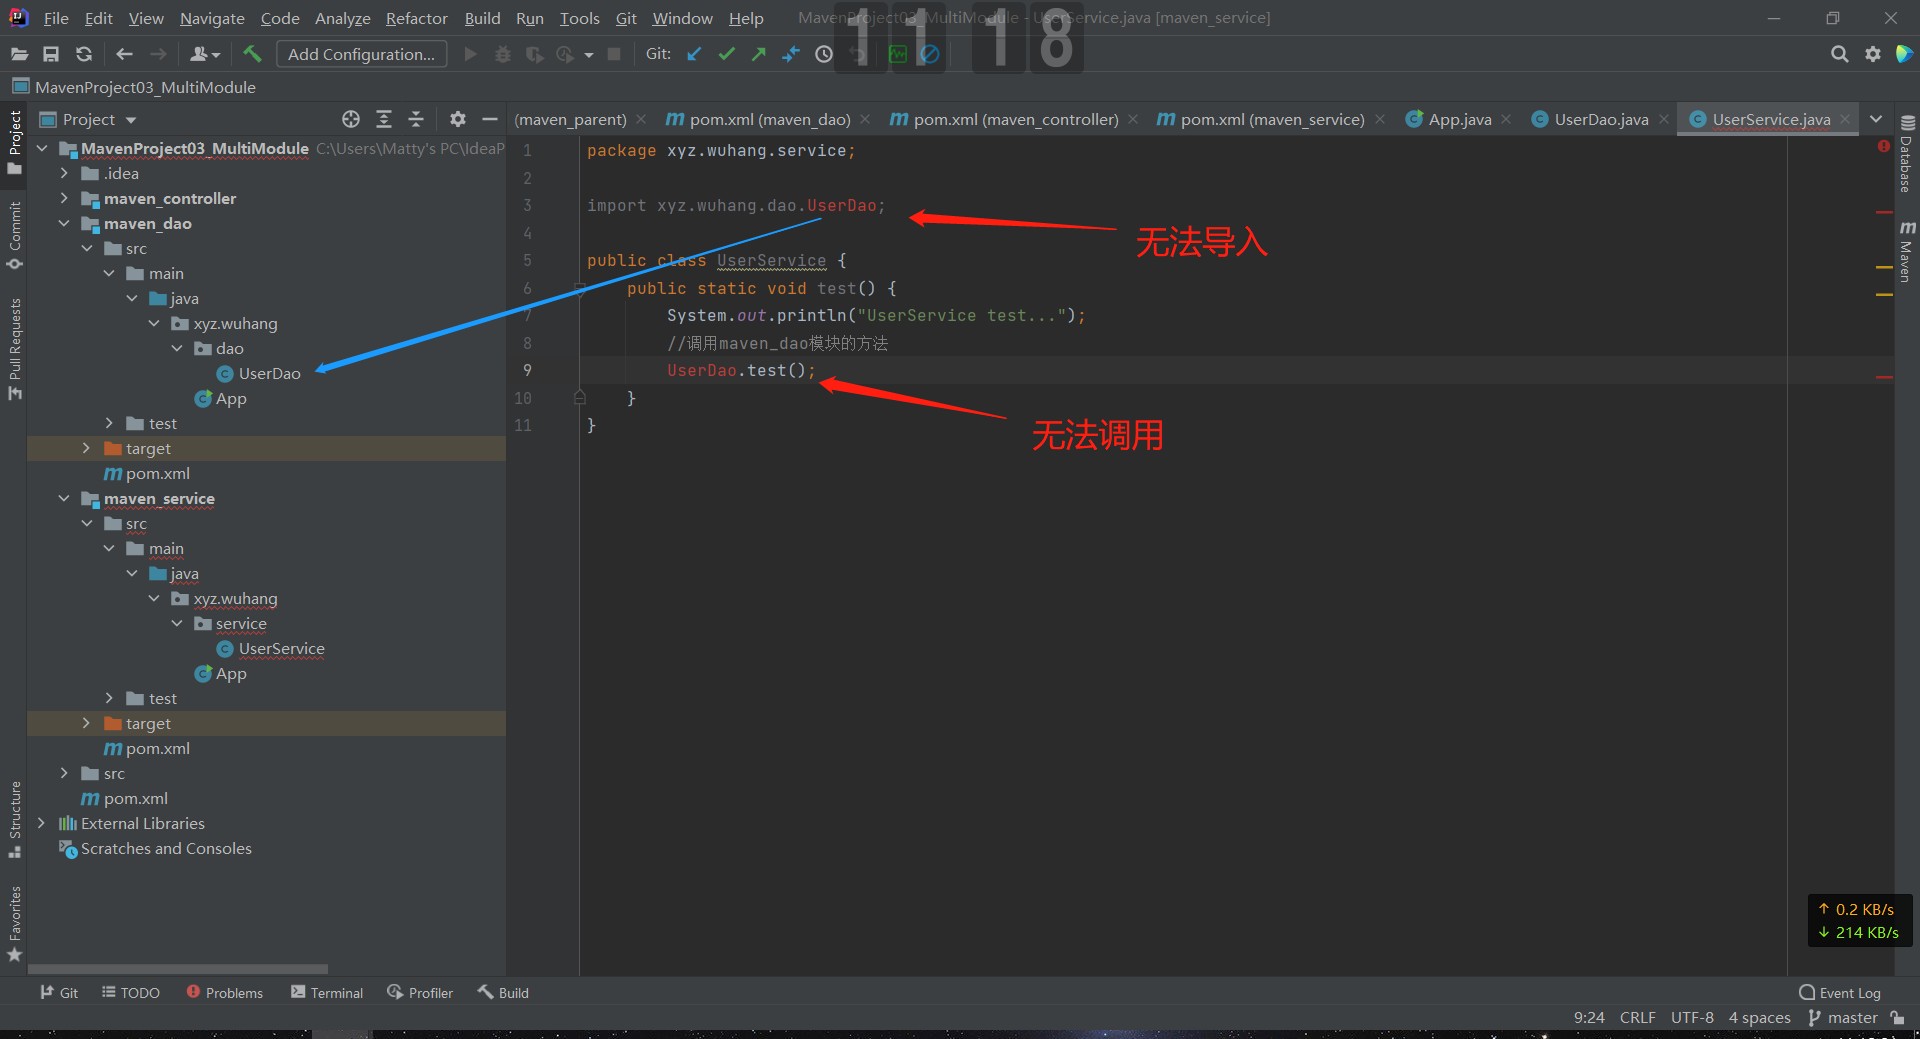 File Edit View Navigate Code Analyze Refactor Build Run Tools Git Window Help MavenProject03_MultiModule - UserService.java [maven_service]
11 18
Add Configuration... Git:
MavenProject03_MultiModule
Project
(maven_parent) pom.xml (maven_dao) pom.xml (maven_controller) pom.xml (maven_service) App.java UserDao.java UserService.java
Project
Commit
Pull Requests
Structure
Favorites
MavenProject03_MultiModule C:\Users\Matty's PC\IdeaP
.idea
maven_controller
maven_dao
src
main
java
xyz.wuhang
dao
UserDao
App
test
target
pom.xml
maven_service
src
main
java
xyz.wuhang
service
UserService
App
test
target
pom.xml
src
pom.xml
External Libraries
Scratches and Consoles
1 package xyz.wuhang.service;
2
3 import xyz.wuhang.dao.UserDao;
4
5 public class UserService {
6 public static void test() {
7 System.out.println("UserService test...");
8 //调用maven_dao模块的方法
9 UserDao.test();
10 }
11 }
无法导入
无法调用
Database
Maven
↑ 0.2 KB/s
↓ 214 KB/s
Git TODO Problems Terminal Profiler Build Event Log
9:24 CRLF UTF-8 4 spaces master